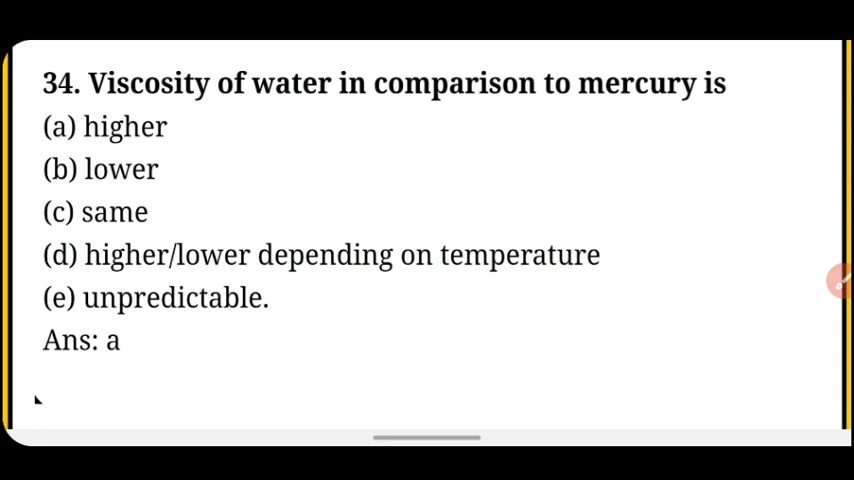 34. Viscosity of water in comparison to mercury is
(a) higher
(b) lower
(c) same
(d) higher/lower depending on temperature
(e) unpredictable.
Ans: a